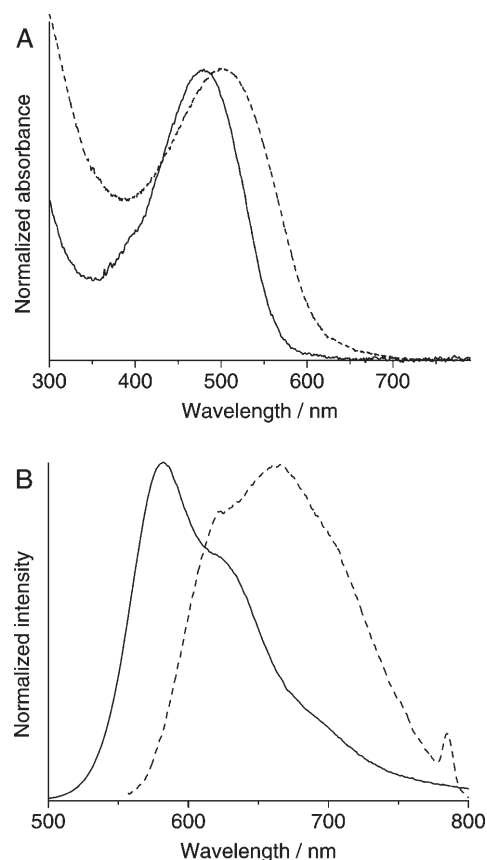 A
Normalized absorbance
300 400 500 600 700
Wavelength / nm
B
Normalized intensity
500 600 700 800
Wavelength / nm